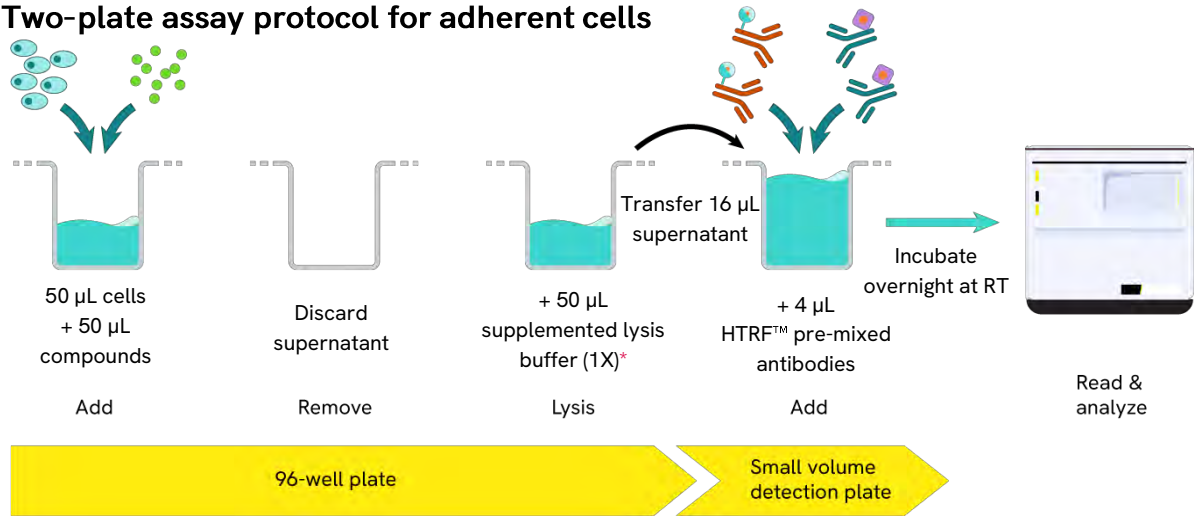 Two-plate assay protocol for adherent cells
50 µL cells
+ 50 µL
compounds
Add
Discard
supernatant
Remove
+ 50 µL
supplemented lysis
buffer (1X)*
Lysis
Transfer 16 µL
supernatant
+ 4 µL
HTRF™ pre-mixed
antibodies
Add
Incubate
overnight at RT
Read &
analyze
96-well plate
Small volume
detection plate